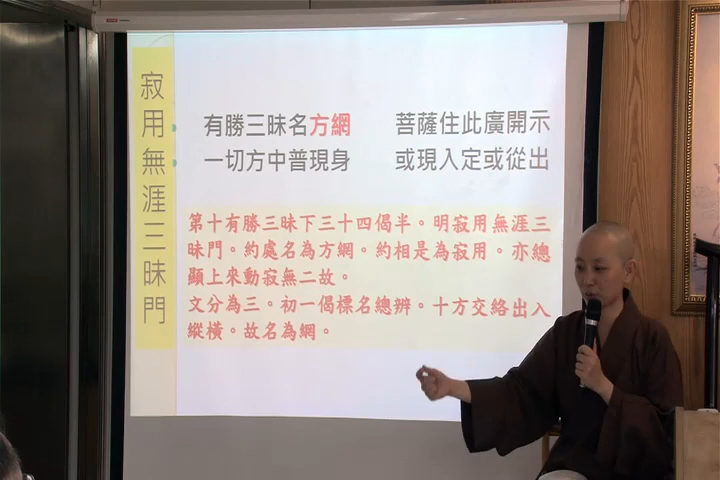 寂用無涯三昧門
有勝三昧名方網　菩薩住此廣開示
一切方中普現身　或現入定或從出
第十有勝三昧下三十四偈半。明寂用無涯三
昧門。約處名為方網。約相是為寂用。亦總
顯上來動寂無二故。
文分為三。初一偈標名總辨。十方交絡出入
縱橫。故名為網。